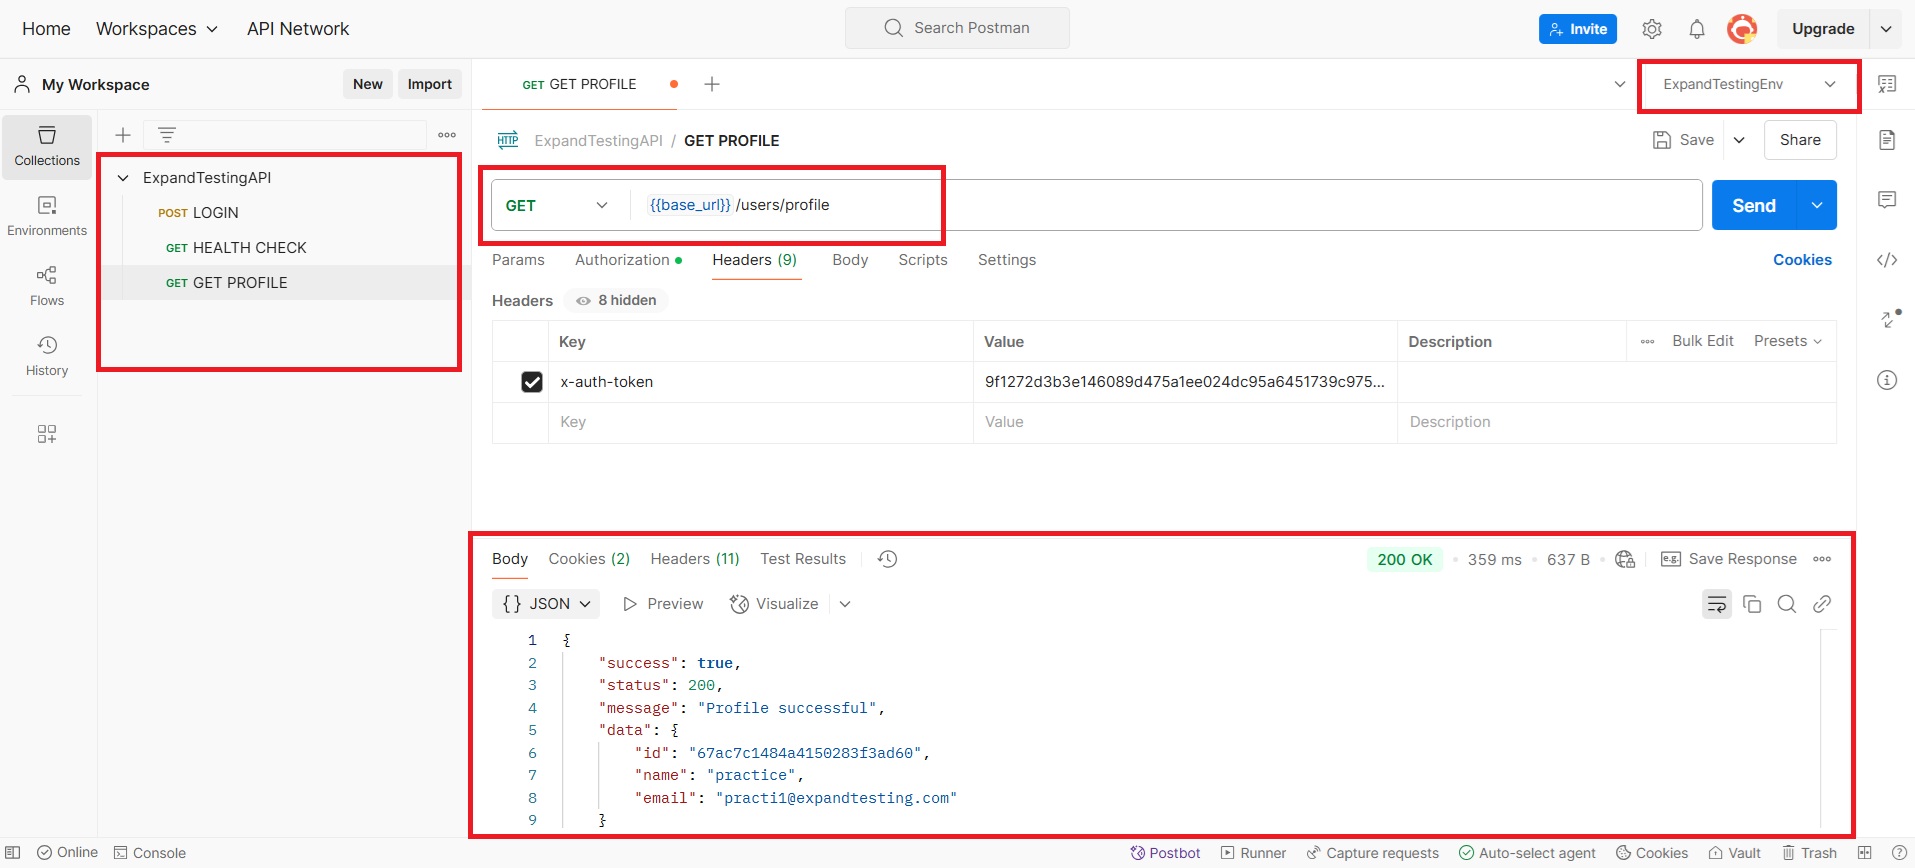 Home Workspaces API Network Search Postman Invite Upgrade
My Workspace New Import GET GET PROFILE ExpandTestingEnv
Collections
Environments
Flows
History
ExpandTestingAPI
POST LOGIN
GET HEALTH CHECK
GET GET PROFILE
HTTP ExpandTestingAPI / GET PROFILE Save Share
GET {{base_url}} /users/profile Send
Params Authorization Headers (9) Body Scripts Settings Cookies
Headers 8 hidden
Key Value Description Bulk Edit Presets
x-auth-token 9f1272d3b3e146089d475a1ee024dc95a6451739c975...
Key Value Description
Body Cookies (2) Headers (11) Test Results 200 OK 359 ms 637 B e.g. Save Response
{} JSON Preview Visualize
1 {
2 "success": true,
3 "status": 200,
4 "message": "Profile successful",
5 "data": {
6 "id": "67ac7c1484a4150283f3ad60",
7 "name": "practice",
8 "email": "practi1@expandtesting.com"
9 }
Online Console Postbot Runner Capture requests Auto-select agent Cookies Vault Trash